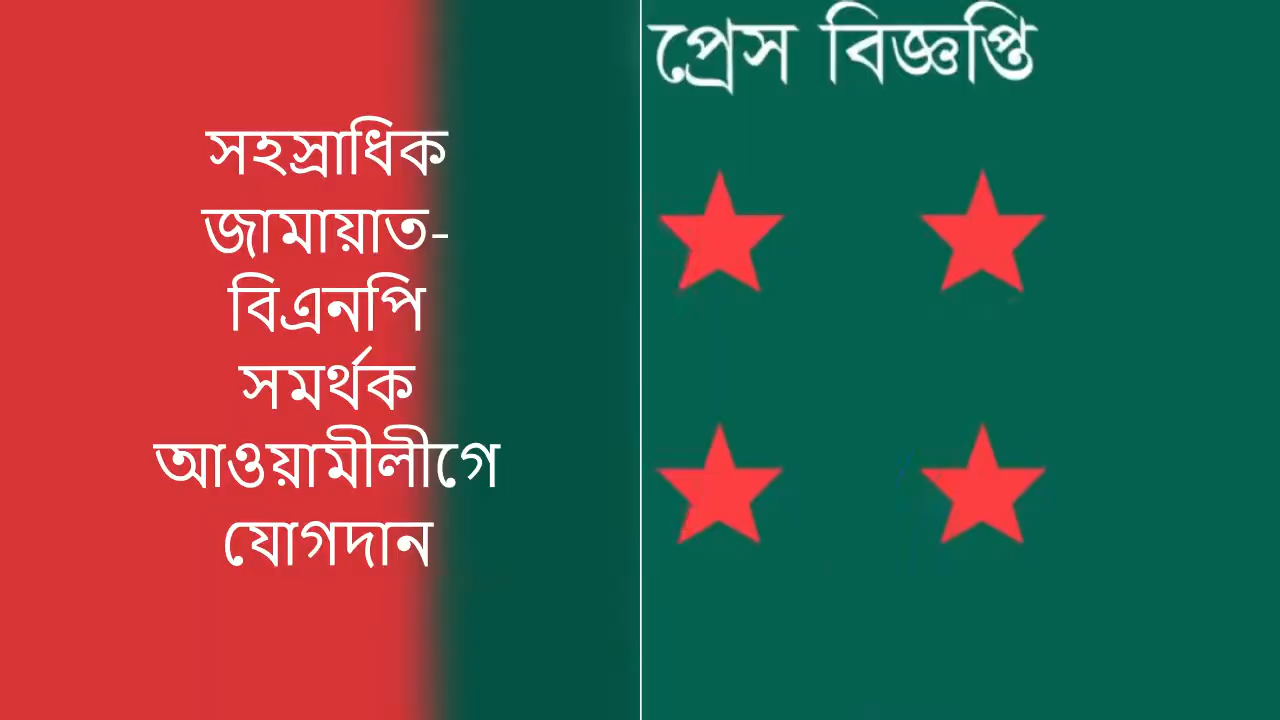 সহস্রাধিক
জামায়াত-
বিএনপি
সমর্থক
আওয়ামীলীগে
যোগদান
প্রেস বিজ্ঞপ্তি